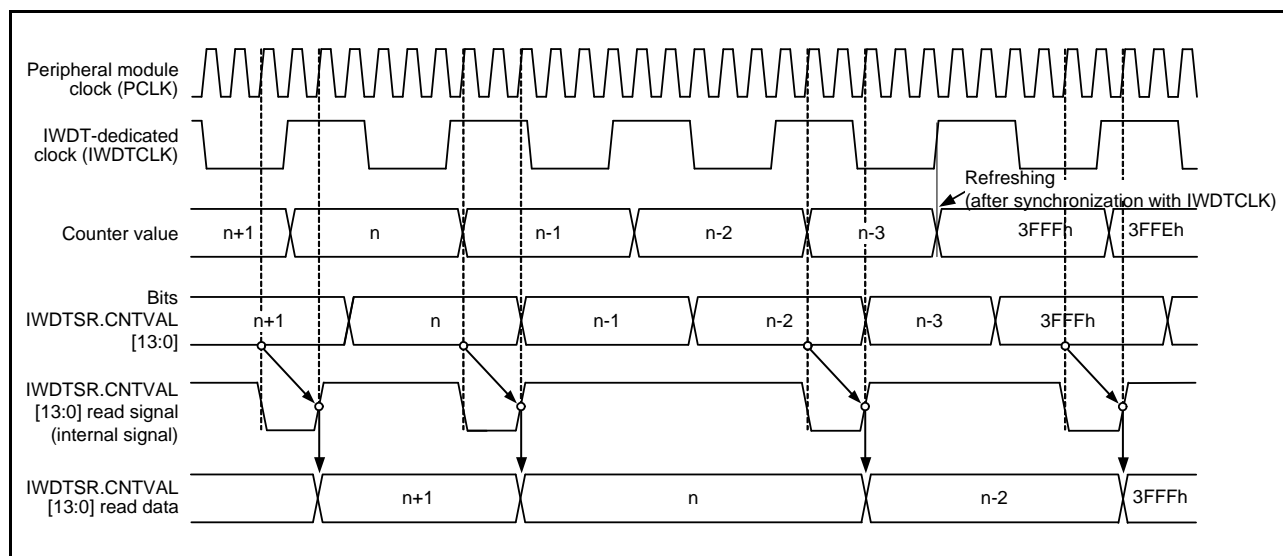 Peripheral module
clock (PCLK)
IWDT-dedicated
clock (IWDTCLK)
Refreshing
(after synchronization with IWDTCLK)
Counter value
n+1
n
n-1
n-2
n-3
3FFFh
3FFEh
Bits
IWDTSR.CNTVAL
[13:0]
n+1
n
n-1
n-2
n-3
3FFFh
IWDTSR.CNTVAL
[13:0] read signal
(internal signal)
IWDTSR.CNTVAL
[13:0] read data
n+1
n
n-2
3FFFh